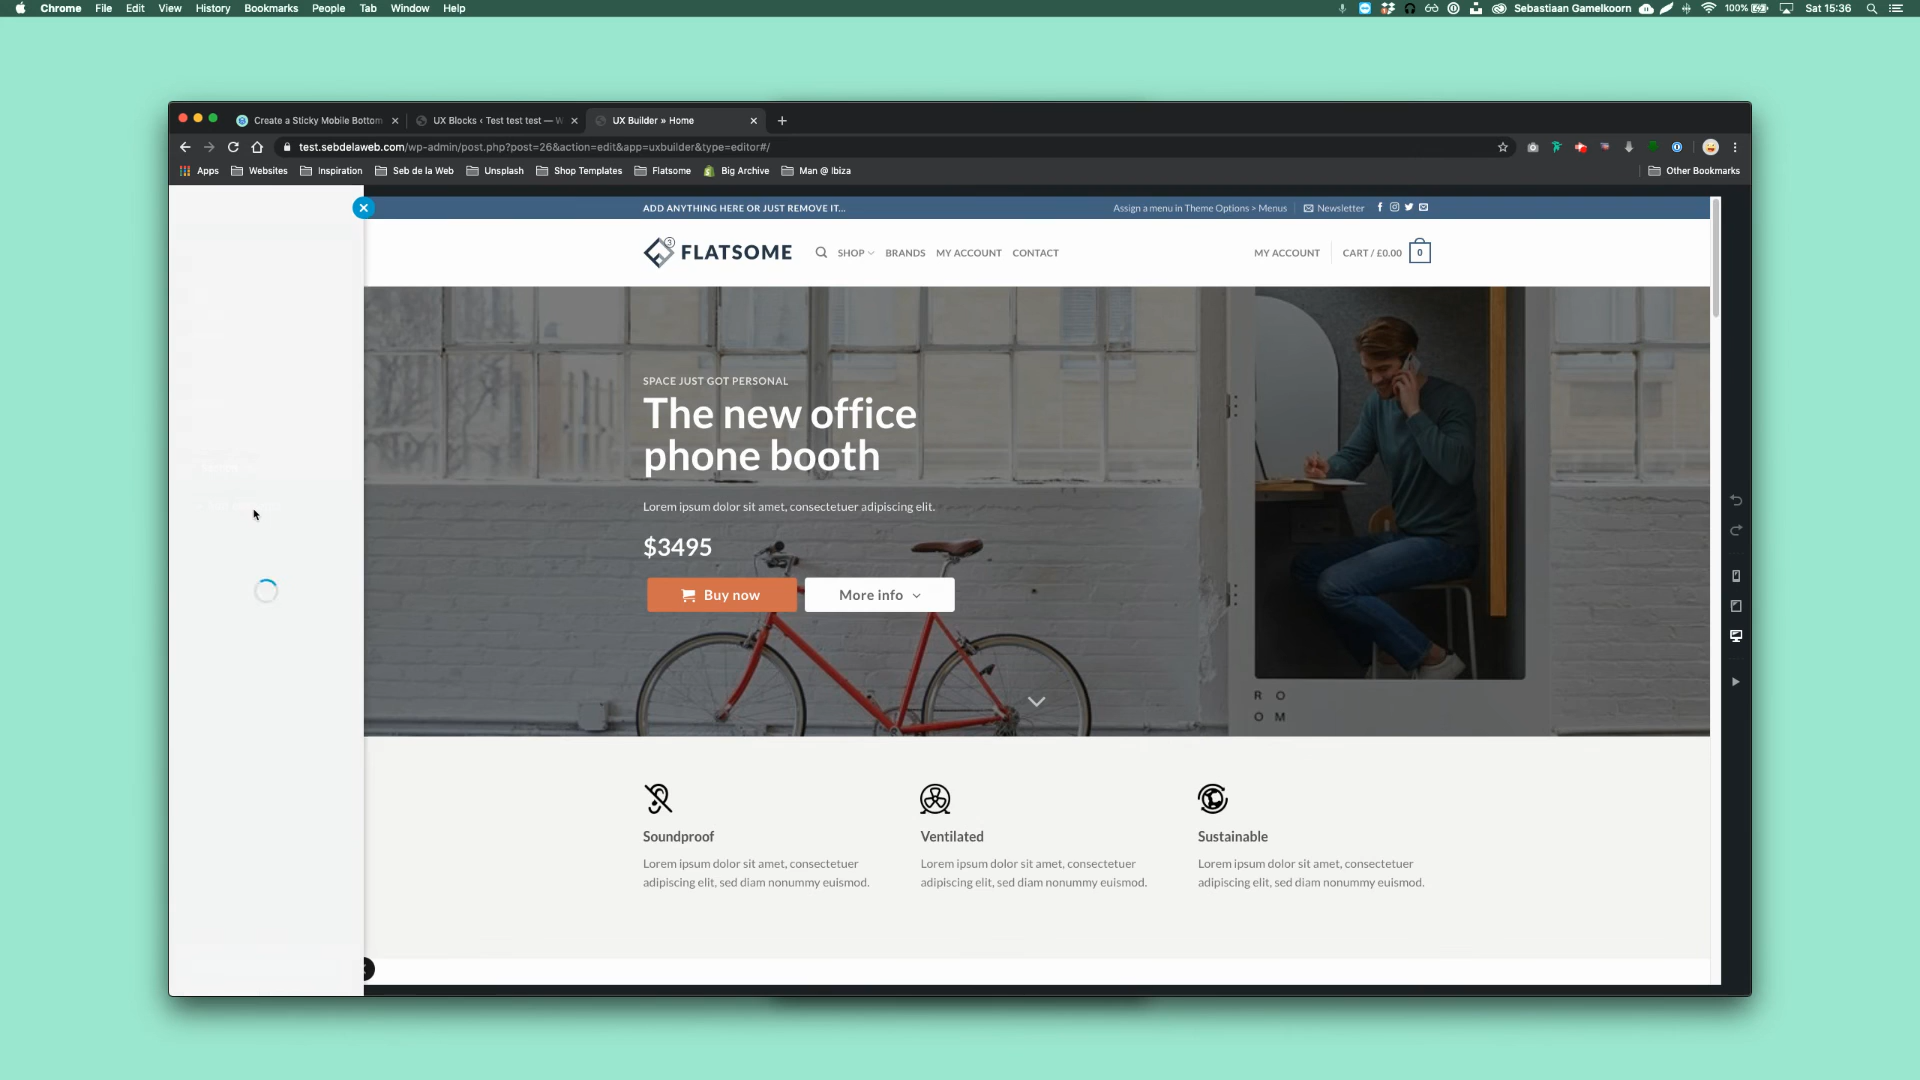 Chrome File Edit View History Bookmarks People Tab Window Help
Sebastiaan Gamelkoorn 100% Sat 15:36
Create a Sticky Mobile Bottom
UX Blocks ‹ Test test test — W
UX Builder » Home
test.sebdelaweb.com/wp-admin/post.php?post=26&action=edit&app=uxbuilder&type=editor#/
Apps Websites Inspiration Seb de la Web Unsplash Shop Templates Flatsome Big Archive Man @ Ibiza Other Bookmarks
ADD ANYTHING HERE OR JUST REMOVE IT...
Assign a menu in Theme Options > Menus Newsletter
3 FLATSOME
SHOP BRANDS MY ACCOUNT CONTACT
MY ACCOUNT CART / £0.00 0
SPACE JUST GOT PERSONAL
The new office
phone booth
Lorem ipsum dolor sit amet, consectetuer adipiscing elit.
$3495
Buy now
More info
R O
O M
Soundproof
Lorem ipsum dolor sit amet, consectetuer
adipiscing elit, sed diam nonummy euismod.
Ventilated
Lorem ipsum dolor sit amet, consectetuer
adipiscing elit, sed diam nonummy euismod.
Sustainable
Lorem ipsum dolor sit amet, consectetuer
adipiscing elit, sed diam nonummy euismod.